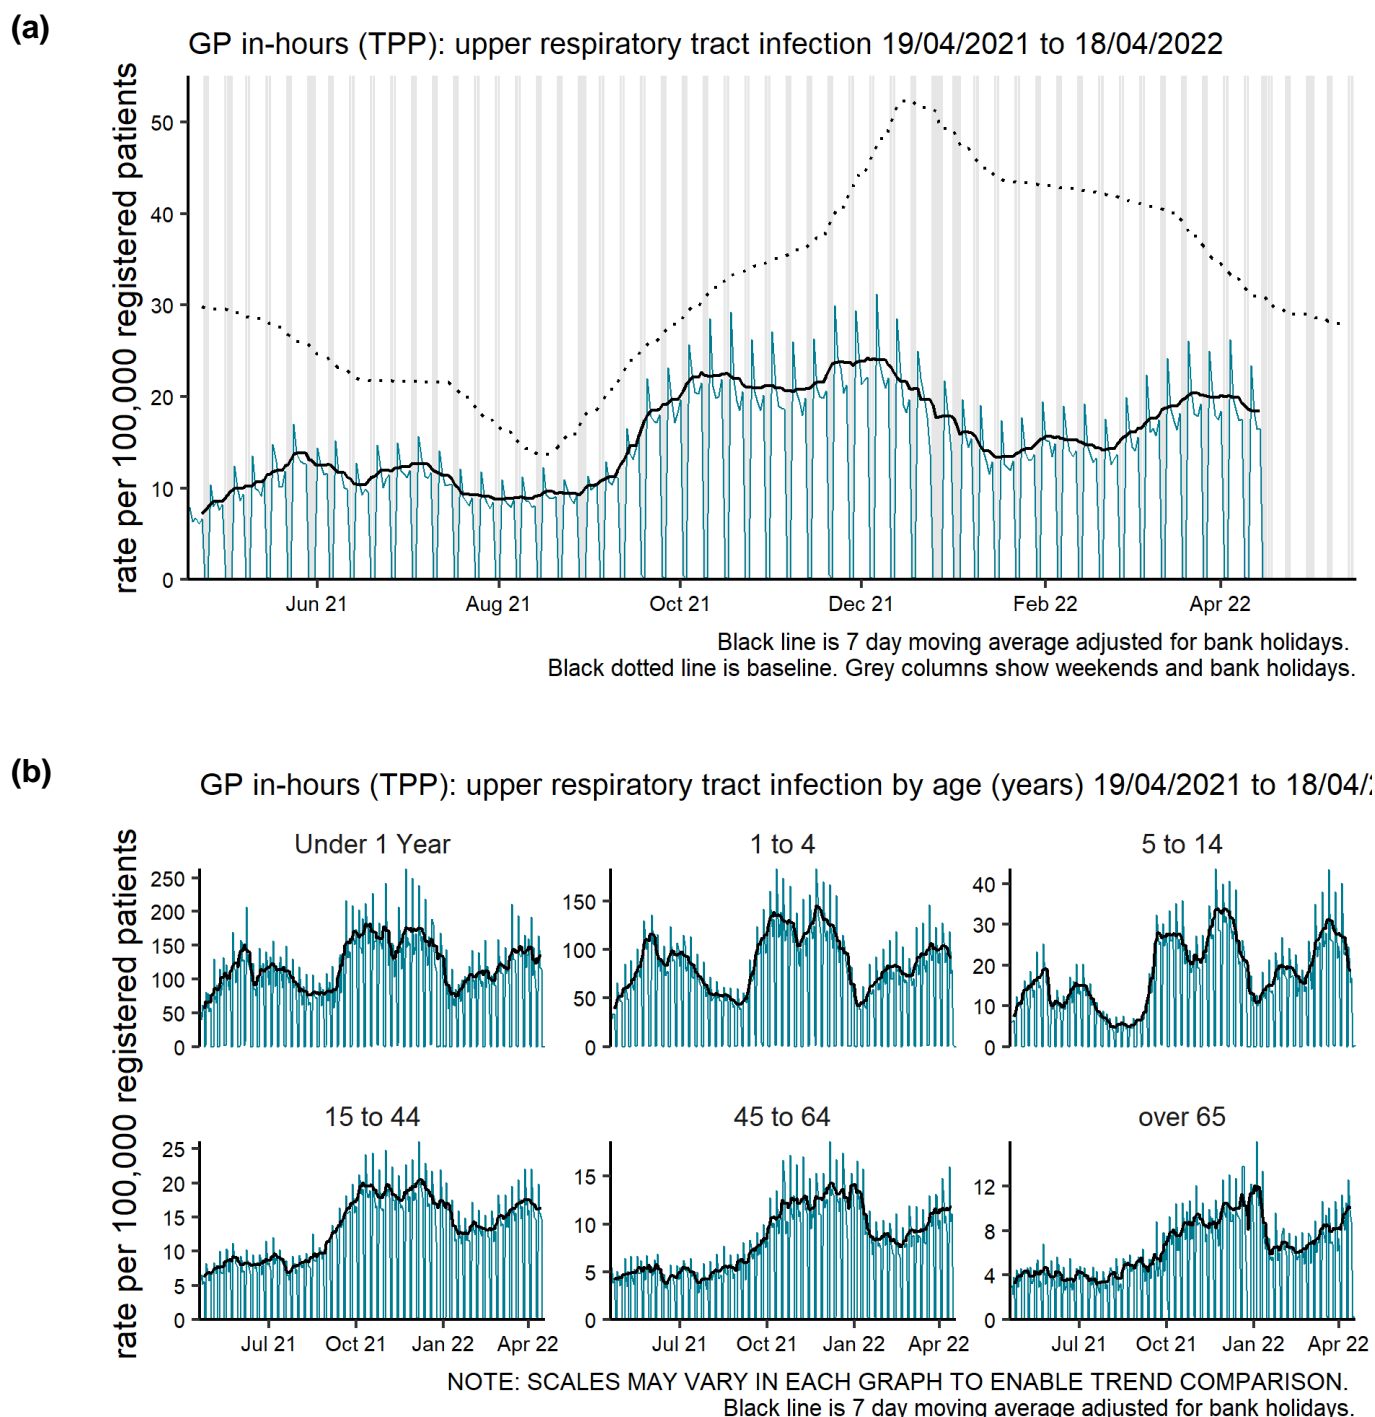 (a)
GP in-hours (TPP): upper respiratory tract infection 19/04/2021 to 18/04/2022
rate per 100,000 registered patients
50
40
30
20
10
0
Jun 21 Aug 21 Oct 21 Dec 21 Feb 22 Apr 22
Black line is 7 day moving average adjusted for bank holidays.
Black dotted line is baseline. Grey columns show weekends and bank holidays.
(b)
GP in-hours (TPP): upper respiratory tract infection by age (years) 19/04/2021 to 18/04/
rate per 100,000 registered patients
Under 1 Year
250
200
150
100
50
0
1 to 4
150
100
50
0
5 to 14
40
30
20
10
0
15 to 44
25
20
15
10
5
0
Jul 21 Oct 21 Jan 22 Apr 22
45 to 64
15
10
5
0
Jul 21 Oct 21 Jan 22 Apr 22
over 65
12
8
4
0
Jul 21 Oct 21 Jan 22 Apr 22
NOTE: SCALES MAY VARY IN EACH GRAPH TO ENABLE TREND COMPARISON.
Black line is 7 day moving average adjusted for bank holidays.